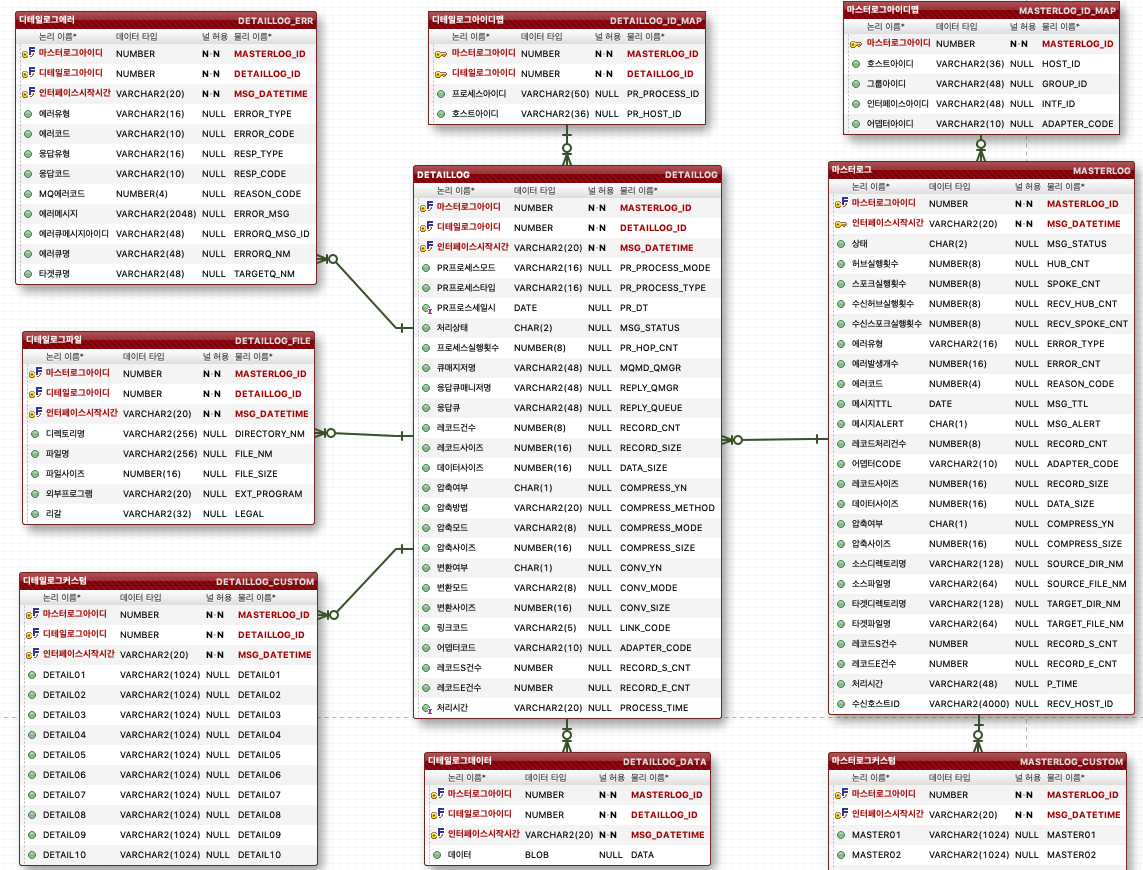 디테일로그에러 DETAILLOG_ERR
논리 이름* 데이터 타입 널 허용 물리 이름*
마스터로그아이디 NUMBER N·N MASTERLOG_ID
디테일로그아이디 NUMBER N·N DETAILLOG_ID
인터페이스시작시간 VARCHAR2(20) N·N MSG_DATETIME
에러유형 VARCHAR2(16) NULL ERROR_TYPE
에러코드 VARCHAR2(10) NULL ERROR_CODE
응답유형 VARCHAR2(16) NULL RESP_TYPE
응답코드 VARCHAR2(10) NULL RESP_CODE
MQ에러코드 NUMBER(4) NULL REASON_CODE
에러메세지 VARCHAR2(2048) NULL ERROR_MSG
에러큐메시지아이디 VARCHAR2(48) NULL ERRORQ_MSG_ID
에러큐명 VARCHAR2(48) NULL ERRORQ_NM
타겟큐명 VARCHAR2(48) NULL TARGETQ_NM
디테일로그아이디맵 DETAILLOG_ID_MAP
논리 이름* 데이터 타입 널 허용 물리 이름*
마스터로그아이디 NUMBER N·N MASTERLOG_ID
디테일로그아이디 NUMBER N·N DETAILLOG_ID
프로세스아이디 VARCHAR2(50) NULL PR_PROCESS_ID
호스트아이디 VARCHAR2(36) NULL PR_HOST_ID
마스터로그아이디맵 MASTERLOG_ID_MAP
논리 이름* 데이터 타입 널 허용 물리 이름*
마스터로그아이디 NUMBER N·N MASTERLOG_ID
호스트아이디 VARCHAR2(36) NULL HOST_ID
그룹아이디 VARCHAR2(48) NULL GROUP_ID
인터페이스아이디 VARCHAR2(48) NULL INTF_ID
어댑터아이디 VARCHAR2(10) NULL ADAPTER_CODE
디테일로그파일 DETAILLOG_FILE
논리 이름* 데이터 타입 널 허용 물리 이름*
마스터로그아이디 NUMBER N·N MASTERLOG_ID
디테일로그아이디 NUMBER N·N DETAILLOG_ID
인터페이스시작시간 VARCHAR2(20) N·N MSG_DATETIME
디렉토리명 VARCHAR2(256) NULL DIRECTORY_NM
파일명 VARCHAR2(256) NULL FILE_NM
파일사이즈 NUMBER(16) NULL FILE_SIZE
외부프로그램 VARCHAR2(20) NULL EXT_PROGRAM
리갈 VARCHAR2(32) NULL LEGAL
DETAILLOG DETAILLOG
논리 이름* 데이터 타입 널 허용 물리 이름*
마스터로그아이디 NUMBER N·N MASTERLOG_ID
디테일로그아이디 NUMBER N·N DETAILLOG_ID
인터페이스시작시간 VARCHAR2(20) N·N MSG_DATETIME
PR프로세스모드 VARCHAR2(16) NULL PR_PROCESS_MODE
PR프로세스타입 VARCHAR2(16) NULL PR_PROCESS_TYPE
PR프로스세일시 DATE NULL PR_DT
처리상태 CHAR(2) NULL MSG_STATUS
프로세스실행횟수 NUMBER(8) NULL PR_HOP_CNT
큐매지저명 VARCHAR2(48) NULL MQMD_QMGR
응답큐매니저명 VARCHAR2(48) NULL REPLY_QMGR
응답큐 VARCHAR2(48) NULL REPLY_QUEUE
레코드건수 NUMBER(8) NULL RECORD_CNT
레코드사이즈 NUMBER(16) NULL RECORD_SIZE
데이터사이즈 NUMBER(16) NULL DATA_SIZE
압축여부 CHAR(1) NULL COMPRESS_YN
압축방법 VARCHAR2(20) NULL COMPRESS_METHOD
압축모드 VARCHAR2(8) NULL COMPRESS_MODE
압축사이즈 NUMBER(16) NULL COMPRESS_SIZE
변환여부 CHAR(1) NULL CONV_YN
변환모드 VARCHAR2(8) NULL CONV_MODE
변환사이즈 NUMBER(16) NULL CONV_SIZE
링크코드 VARCHAR2(5) NULL LINK_CODE
어뎁터코드 VARCHAR2(10) NULL ADAPTER_CODE
레코드S건수 NUMBER NULL RECORD_S_CNT
레코드E건수 NUMBER NULL RECORD_E_CNT
처리시간 VARCHAR2(20) NULL PROCESS_TIME
마스터로그 MASTERLOG
논리 이름* 데이터 타입 널 허용 물리 이름*
마스터로그아이디 NUMBER N·N MASTERLOG_ID
인터페이스시작시간 VARCHAR2(20) N·N MSG_DATETIME
상태 CHAR(2) NULL MSG_STATUS
허브실행횟수 NUMBER(8) NULL HUB_CNT
스포크실행횟수 NUMBER(8) NULL SPOKE_CNT
수신허브실행횟수 NUMBER(8) NULL RECV_HUB_CNT
수신스포크실행횟수 NUMBER(8) NULL RECV_SPOKE_CNT
에러유형 VARCHAR2(16) NULL ERROR_TYPE
에러발생개수 NUMBER(16) NULL ERROR_CNT
에러코드 NUMBER(4) NULL REASON_CODE
메시지TTL DATE NULL MSG_TTL
메시지ALERT CHAR(1) NULL MSG_ALERT
레코드처리건수 NUMBER(8) NULL RECORD_CNT
어뎁터CODE VARCHAR2(10) NULL ADAPTER_CODE
레코드사이즈 NUMBER(16) NULL RECORD_SIZE
데이터사이즈 NUMBER(16) NULL DATA_SIZE
압축여부 CHAR(1) NULL COMPRESS_YN
압축사이즈 NUMBER(16) NULL COMPRESS_SIZE
소스디렉토리명 VARCHAR2(128) NULL SOURCE_DIR_NM
소스파일명 VARCHAR2(64) NULL SOURCE_FILE_NM
타겟디렉토리명 VARCHAR2(128) NULL TARGET_DIR_NM
타겟파일명 VARCHAR2(64) NULL TARGET_FILE_NM
레코드S건수 NUMBER NULL RECORD_S_CNT
레코드E건수 NUMBER NULL RECORD_E_CNT
처리시간 VARCHAR2(48) NULL P_TIME
수신호스트ID VARCHAR2(4000) NULL RECV_HOST_ID
디테일로그커스텀 DETAILLOG_CUSTOM
논리 이름* 데이터 타입 널 허용 물리 이름*
마스터로그아이디 NUMBER N·N MASTERLOG_ID
디테일로그아이디 NUMBER N·N DETAILLOG_ID
인터페이스시작시간 VARCHAR2(20) N·N MSG_DATETIME
DETAIL01 VARCHAR2(1024) NULL DETAIL01
DETAIL02 VARCHAR2(1024) NULL DETAIL02
DETAIL03 VARCHAR2(1024) NULL DETAIL03
DETAIL04 VARCHAR2(1024) NULL DETAIL04
DETAIL05 VARCHAR2(1024) NULL DETAIL05
DETAIL06 VARCHAR2(1024) NULL DETAIL06
DETAIL07 VARCHAR2(1024) NULL DETAIL07
DETAIL08 VARCHAR2(1024) NULL DETAIL08
DETAIL09 VARCHAR2(1024) NULL DETAIL09
DETAIL10 VARCHAR2(1024) NULL DETAIL10
디테일로그데이터 DETAILLOG_DATA
논리 이름* 데이터 타입 널 허용 물리 이름*
마스터로그아이디 NUMBER N·N MASTERLOG_ID
디테일로그아이디 NUMBER N·N DETAILLOG_ID
인터페이스시작시간 VARCHAR2(20) N·N MSG_DATETIME
데이터 BLOB NULL DATA
마스터로그커스텀 MASTERLOG_CUSTOM
논리 이름* 데이터 타입 널 허용 물리 이름*
마스터로그아이디 NUMBER N·N MASTERLOG_ID
인터페이스시작시간 VARCHAR2(20) N·N MSG_DATETIME
MASTER01 VARCHAR2(1024) NULL MASTER01
MASTER02 VARCHAR2(1024) NULL MASTER02